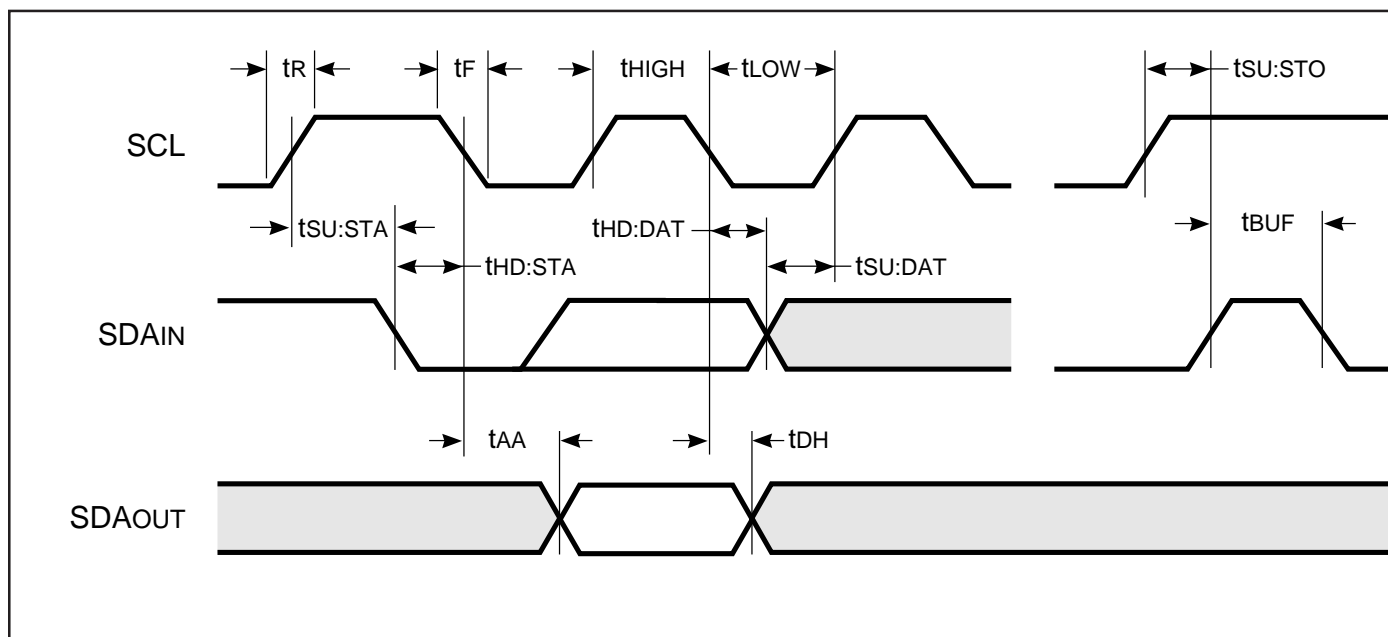 tR tF tHIGH tLOW tSU:STO
SCL
tSU:STA tHD:DAT tBUF
tHD:STA tSU:DAT
SDAIN
tAA tDH
SDAOUT